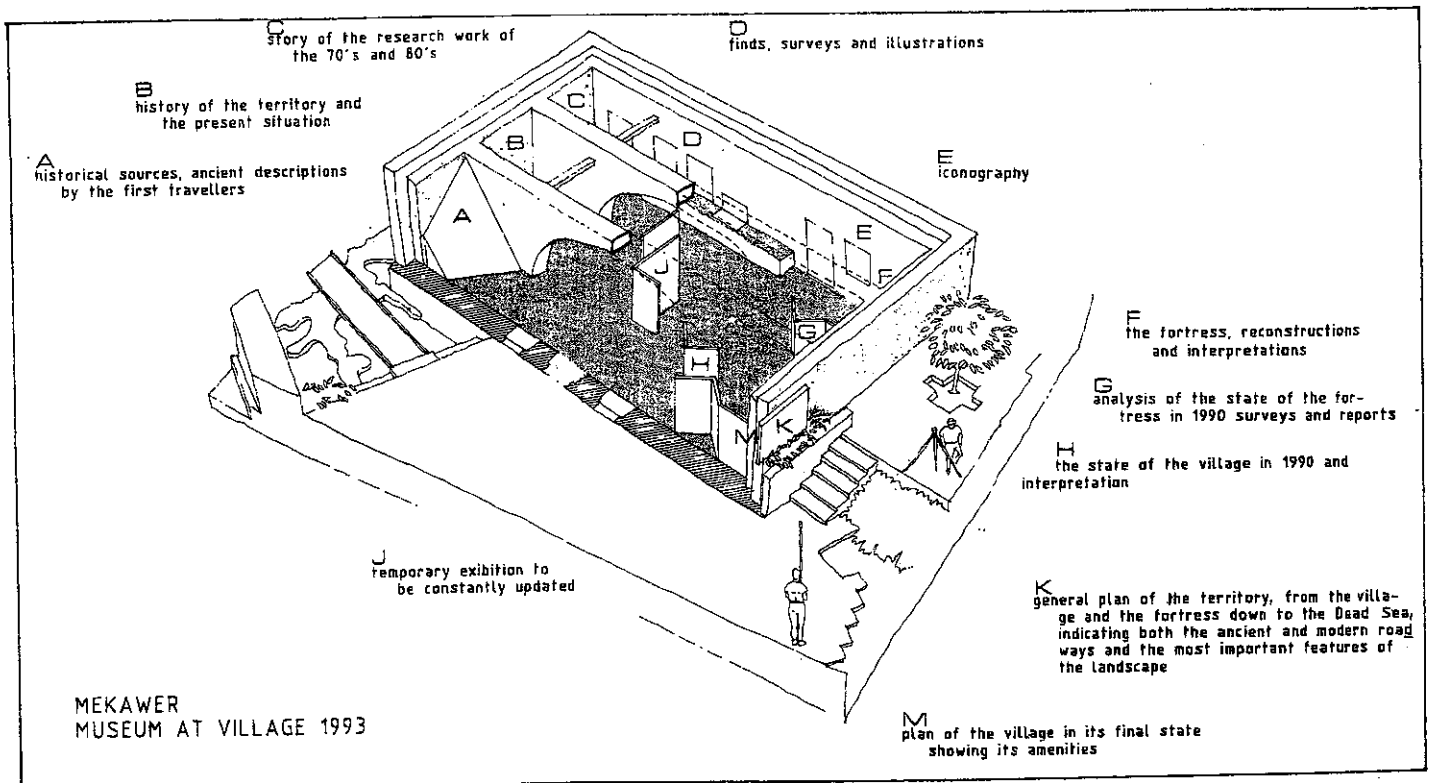 C
story of the research work of
the 70's and 80's
D
finds, surveys and illustrations
B
history of the territory and
the present situation
A
historical sources, ancient descriptions
by the first travellers
E
iconography
C
D
B
A
E
F
J
G
H
M
K
F
the fortress, reconstructions
and interpretations
G
analysis of the state of the for-
tress in 1990 surveys and reports
H
the state of the village in 1990 and
interpretation
J
temporary exibition to
be constantly updated
K
general plan of the territory, from the villa-
ge and the fortress down to the Dead Sea,
indicating both the ancient and modern road
ways and the most important features of
the landscape
M
plan of the village in its final state
showing its amenities
MEKAWER
MUSEUM AT VILLAGE 1993